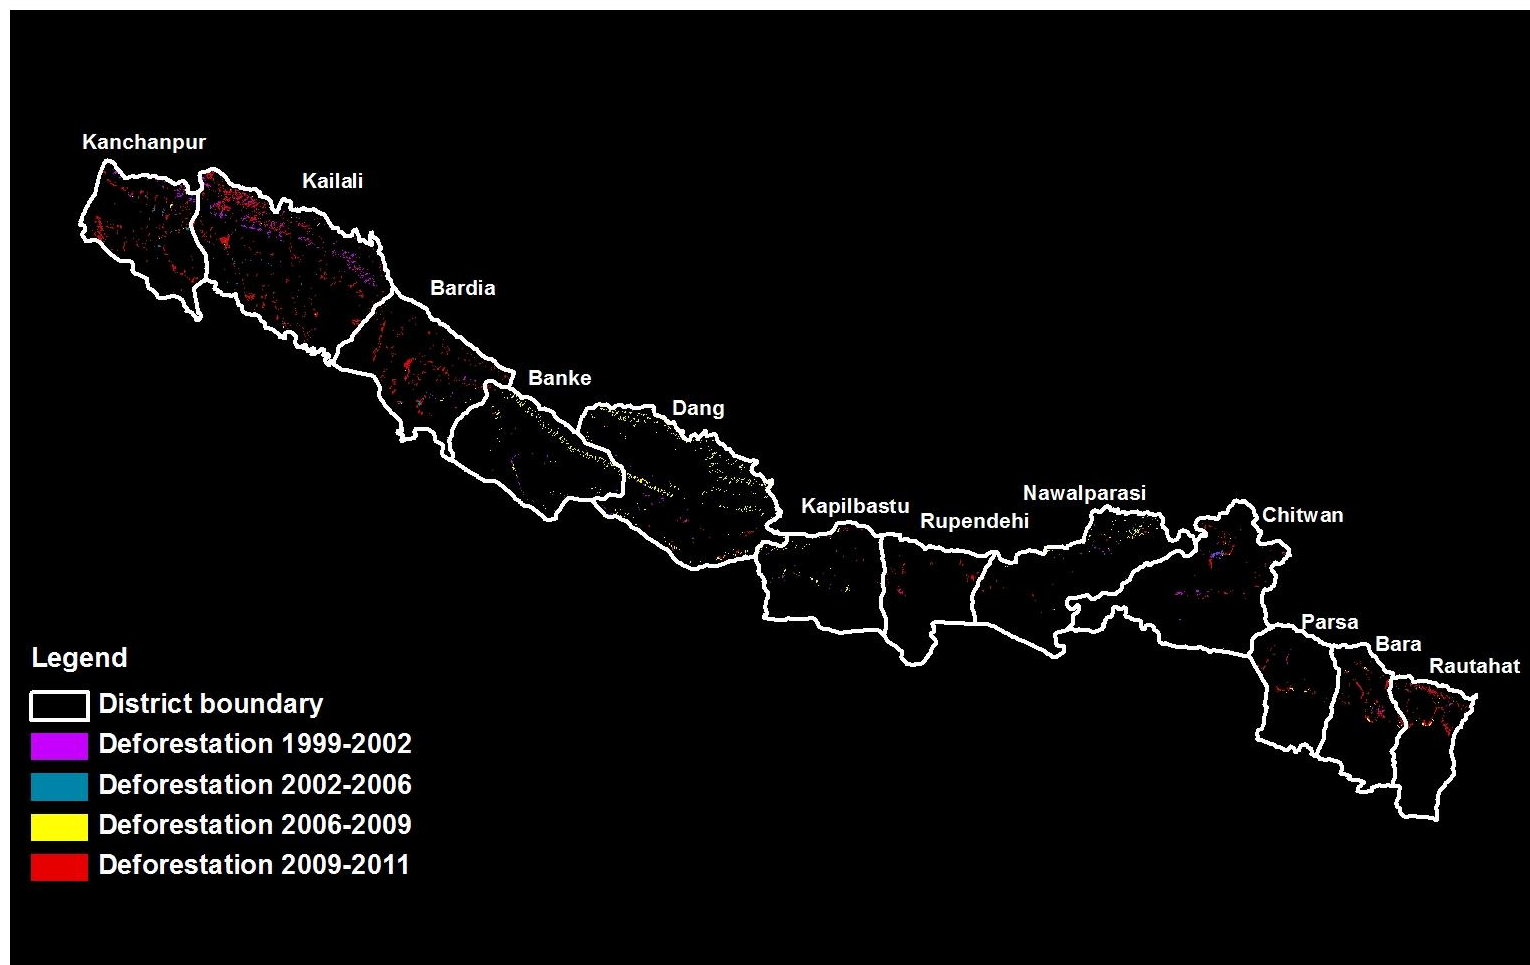 Kanchanpur
Kailali
Bardia
Banke
Dang
Kapilbastu
Rupendehi
Nawalparasi
Chitwan
Parsa
Bara
Rautahat
Legend
District boundary
Deforestation 1999-2002
Deforestation 2002-2006
Deforestation 2006-2009
Deforestation 2009-2011